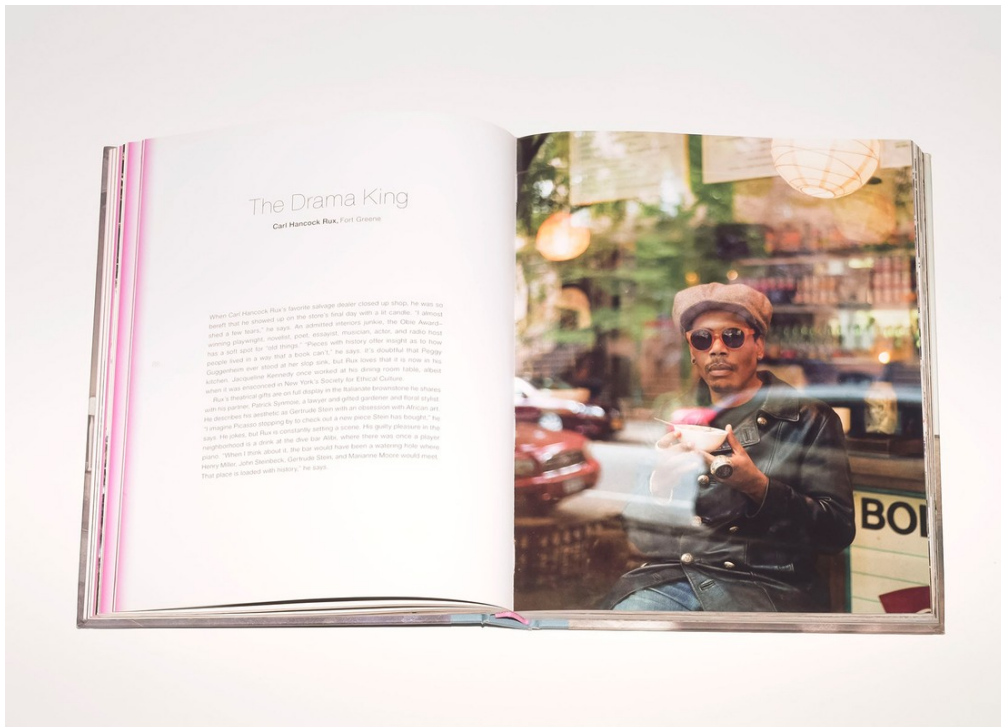 The Drama King
Carl Hancock Rux, Fort Greene
When Carl Hancock Rux's favorite salvage dealer closed up shop, he was so
bereft that he showed up on the store's final day with a lit candle. "I almost
shed a few tears," he says. An admitted interiors junkie, the Obie Award–
winning playwright, novelist, poet, essayist, musician, actor, and radio host
has a soft spot for "old things." "Pieces with history offer insight as to how
people lived in a way that a book can't," he says. It's doubtful that Peggy
Guggenheim ever stood at her slop sink, but Rux loves that it is now in his
kitchen. Jacqueline Kennedy once worked at his dining room table, albeit
when it was ensconced in New York's Society for Ethical Culture.
Rux's theatrical gifts are on full display in the Italianate brownstone he shares
with his partner, Patrick Synmoie, a lawyer and gifted gardener and floral stylist.
He describes his aesthetic as Gertrude Stein with an obsession with African art.
"I imagine Picasso stopping by to check out a new piece Stein has bought," he
says. He jokes, but Rux is constantly setting a scene. His guilty pleasure in the
neighborhood is a drink at the dive bar Alibi, where there was once a player
piano. "When I think about it, the bar would have been a watering hole where
Henry Miller, John Steinbeck, Gertrude Stein, and Marianne Moore would meet.
That place is loaded with history," he says.
BOI